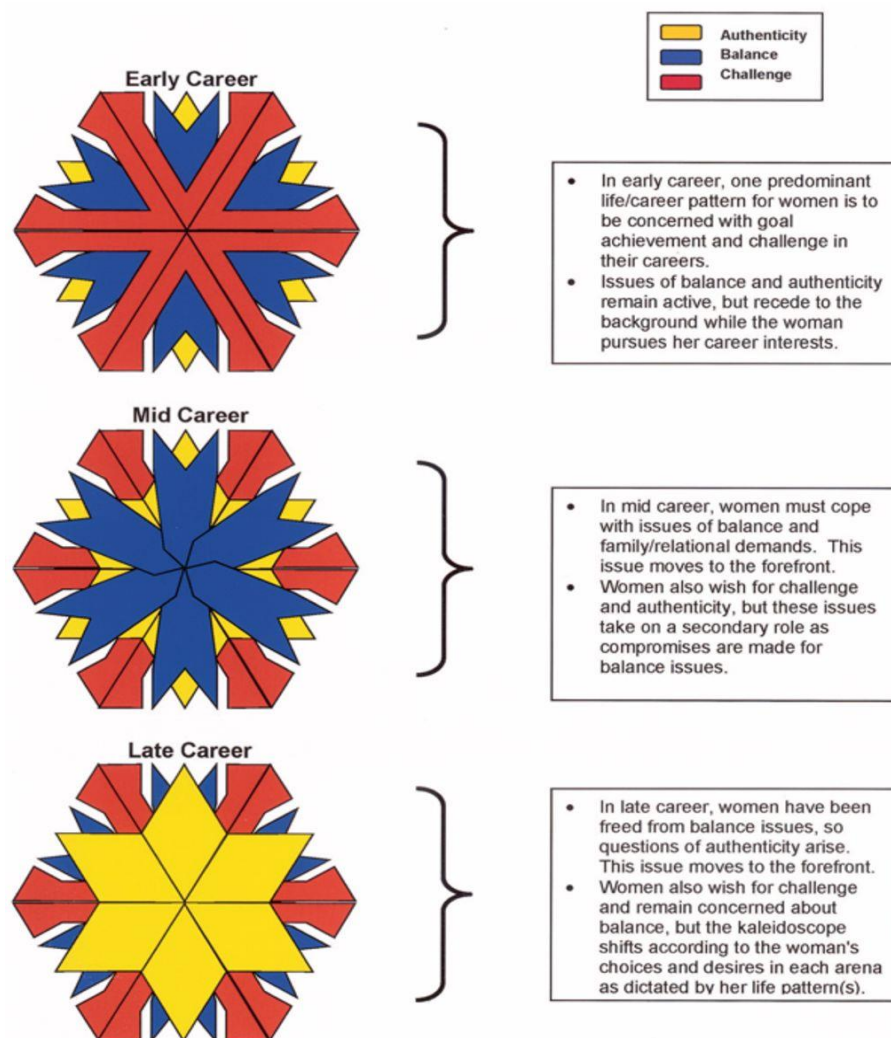 Authenticity
Balance
Challenge
Early Career
• In early career, one predominant
life/career pattern for women is to
be concerned with goal
achievement and challenge in
their careers.
• Issues of balance and authenticity
remain active, but recede to the
background while the woman
pursues her career interests.
Mid Career
• In mid career, women must cope
with issues of balance and
family/relational demands. This
issue moves to the forefront.
• Women also wish for challenge
and authenticity, but these issues
take on a secondary role as
compromises are made for
balance issues.
Late Career
• In late career, women have been
freed from balance issues, so
questions of authenticity arise.
This issue moves to the forefront.
• Women also wish for challenge
and remain concerned about
balance, but the kaleidoscope
shifts according to the woman's
choices and desires in each arena
as dictated by her life pattern(s).